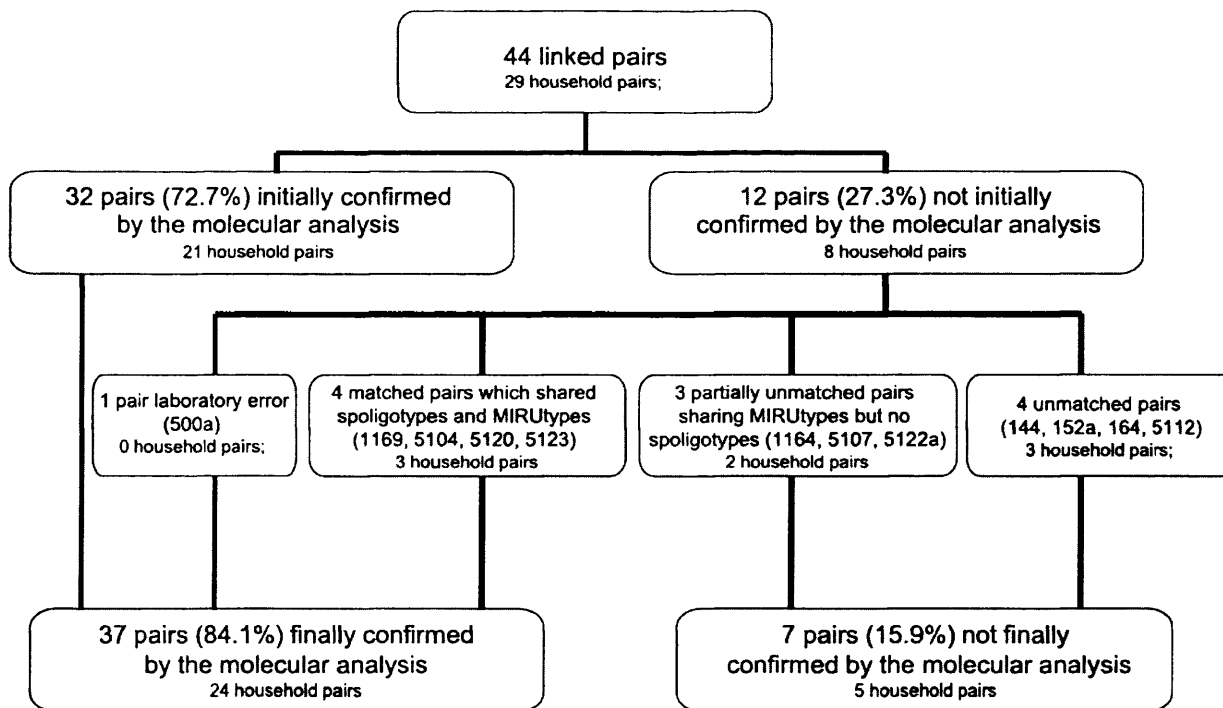 44 linked pairs
29 household pairs;
32 pairs (72.7%) initially confirmed
by the molecular analysis
21 household pairs
12 pairs (27.3%) not initially
confirmed by the molecular analysis
8 household pairs
1 pair laboratory error
(500a)
0 household pairs;
4 matched pairs which shared
spoligotypes and MIRUtypes
(1169, 5104, 5120, 5123)
3 household pairs
3 partially unmatched pairs
sharing MIRUtypes but no
spoligotypes (1164, 5107, 5122a)
2 household pairs
4 unmatched pairs
(144, 152a, 164, 5112)
3 household pairs;
37 pairs (84.1%) finally confirmed
by the molecular analysis
24 household pairs
7 pairs (15.9%) not finally
confirmed by the molecular analysis
5 household pairs